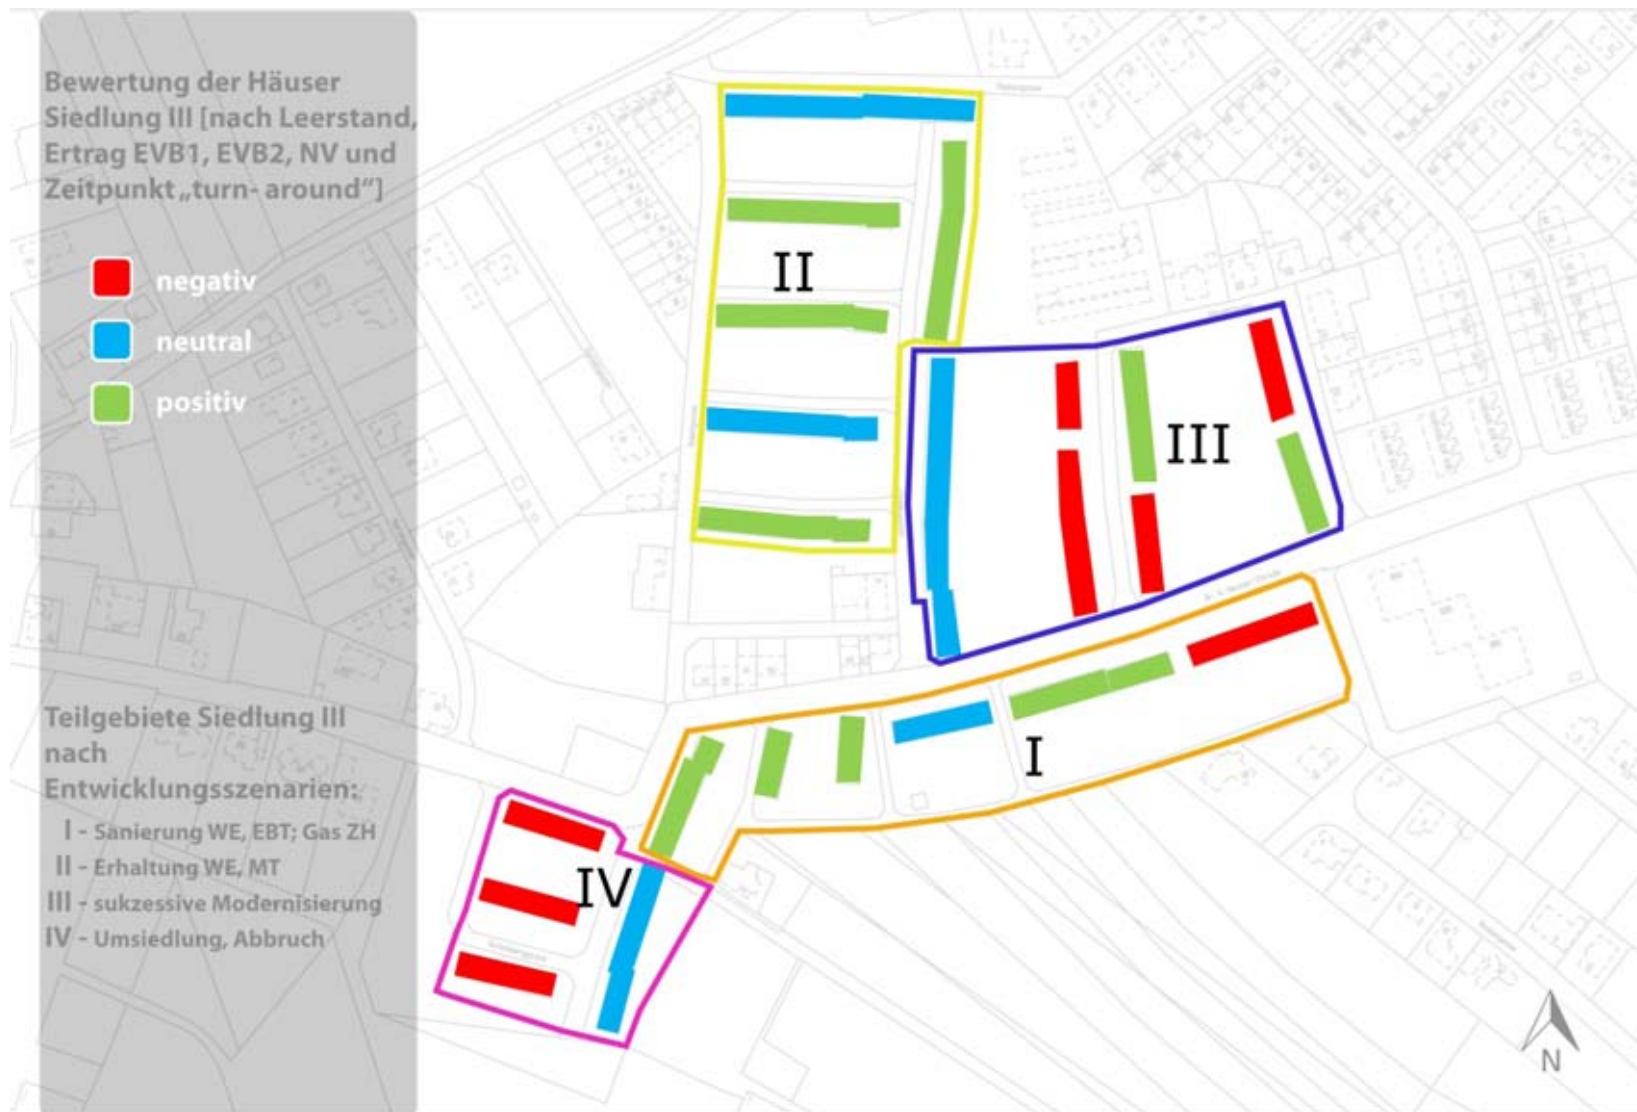 Bewertung der Häuser
Siedlung III [nach Leerstand,
Ertrag EVB1, EVB2, NV und
Zeitpunkt „turn- around“]
negativ
neutral
positiv
Teilgebiete Siedlung III
nach
Entwicklungsszenarien:
I - Sanierung WE, EBT; Gas ZH
II - Erhaltung WE, MT
III - sukzessive Modernisierung
IV - Umsiedlung, Abbruch
II
III
I
IV
N